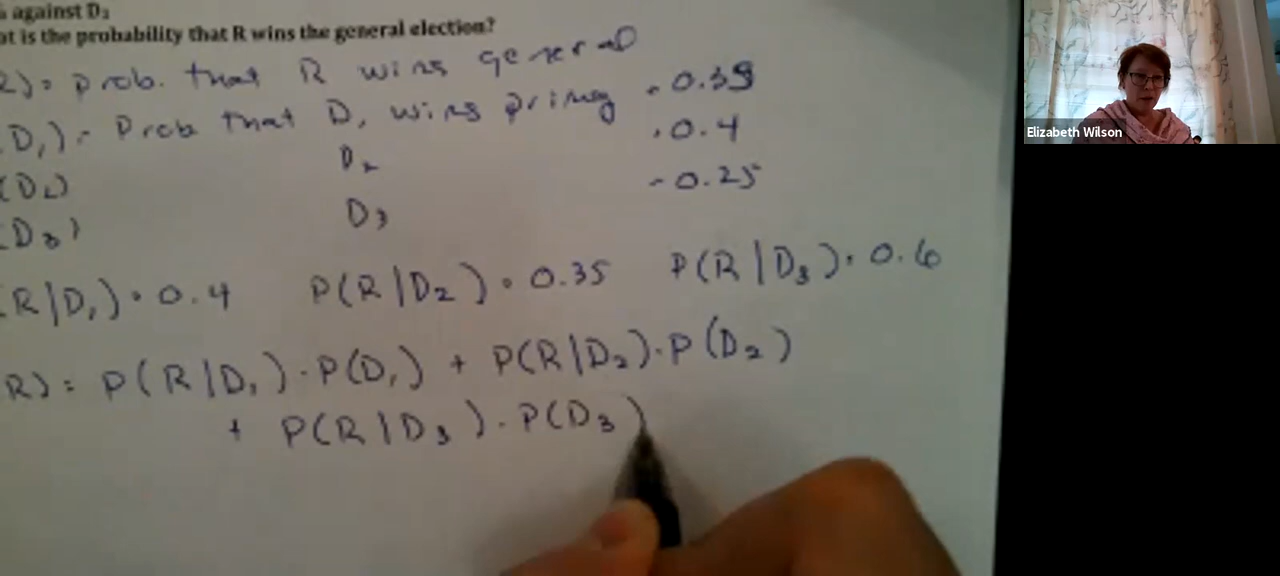 against D₃
at is the probability that R wins the general election?
R) = prob. that R wins general
(D₁) = Prob that D₁ wins primary = 0.35
(D₂) D₂ = 0.4
(D₃) D₃ = 0.25
(R|D₁) = 0.4 P(R|D₂) = 0.35 P(R|D₃) = 0.6
R) = P(R|D₁)·P(D₁) + P(R|D₂)·P(D₂)
+ P(R|D₃)·P(D₃)
Elizabeth Wilson